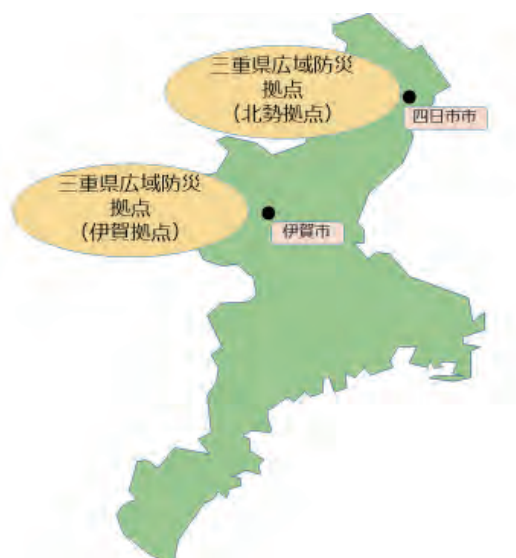 三重県広域防災
拠点
（北勢拠点）
四日市市
三重県広域防災
拠点
（伊賀拠点）
伊賀市